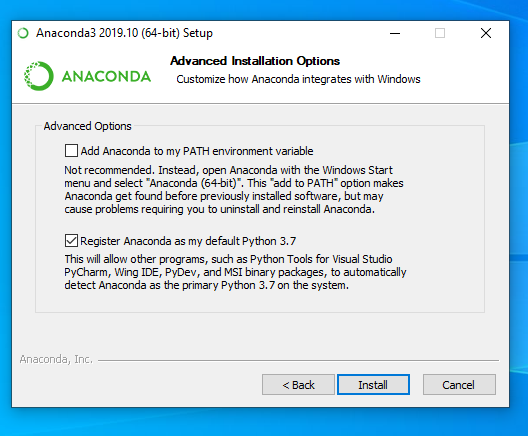 Anaconda3 2019.10 (64-bit) Setup
ANACONDA
Advanced Installation Options
Customize how Anaconda integrates with Windows
Advanced Options
Add Anaconda to my PATH environment variable
Not recommended. Instead, open Anaconda with the Windows Start
menu and select "Anaconda (64-bit)". This "add to PATH" option makes
Anaconda get found before previously installed software, but may
cause problems requiring you to uninstall and reinstall Anaconda.
Register Anaconda as my default Python 3.7
This will allow other programs, such as Python Tools for Visual Studio
PyCharm, Wing IDE, PyDev, and MSI binary packages, to automatically
detect Anaconda as the primary Python 3.7 on the system.
Anaconda, Inc.
< Back
Install
Cancel